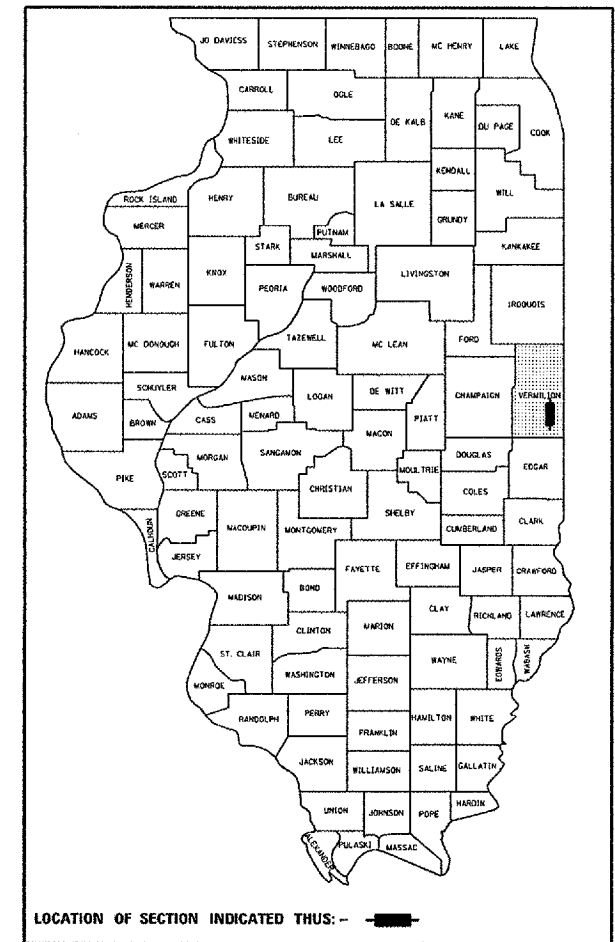 JO DAVIESS STEPHENSON WINNEBAGO BOONE MC HENRY LAKE
CARROLL OGLE DE KALB KANE DU PAGE COOK
WHITESIDE LEE KENDALL WILL
ROCK ISLAND HENRY BUREAU LA SALLE GRUNDY
MERCER STARK PUTNAM MARSHALL KANKAKEE
HENDERSON WARREN KNOX PEORIA WOODFORD LIVINGSTON IROQUOIS
HANCOCK MC DONOUGH FULTON TAZEWELL MC LEAN FORD
SCHUYLER MASON LOGAN DE WITT CHAMPAIGN VERMILION
ADAMS BROWN CASS MENARD MACON PIATT
PIKE SCOTT MORGAN SANGAMON CHRISTIAN MOULTRIE DOUGLAS EDGAR
COLES
CALHOUN GREENE MACOUPIN MONTGOMERY SHELBY CUMBERLAND CLARK
JERSEY FAYETTE EFFINGHAM JASPER CRAWFORD
MADISON BOND CLAY RICHLAND LAWRENCE
CLINTON MARION
ST. CLAIR WASHINGTON JEFFERSON WAYNE EDWARDS WABASH
MONROE
RANDOLPH PERRY FRANKLIN HAMILTON WHITE
JACKSON WILLIAMSON SALINE GALLATIN
UNION JOHNSON POPE HARDIN
ALEXANDER PULASKI MASSAC
LOCATION OF SECTION INDICATED THUS: -